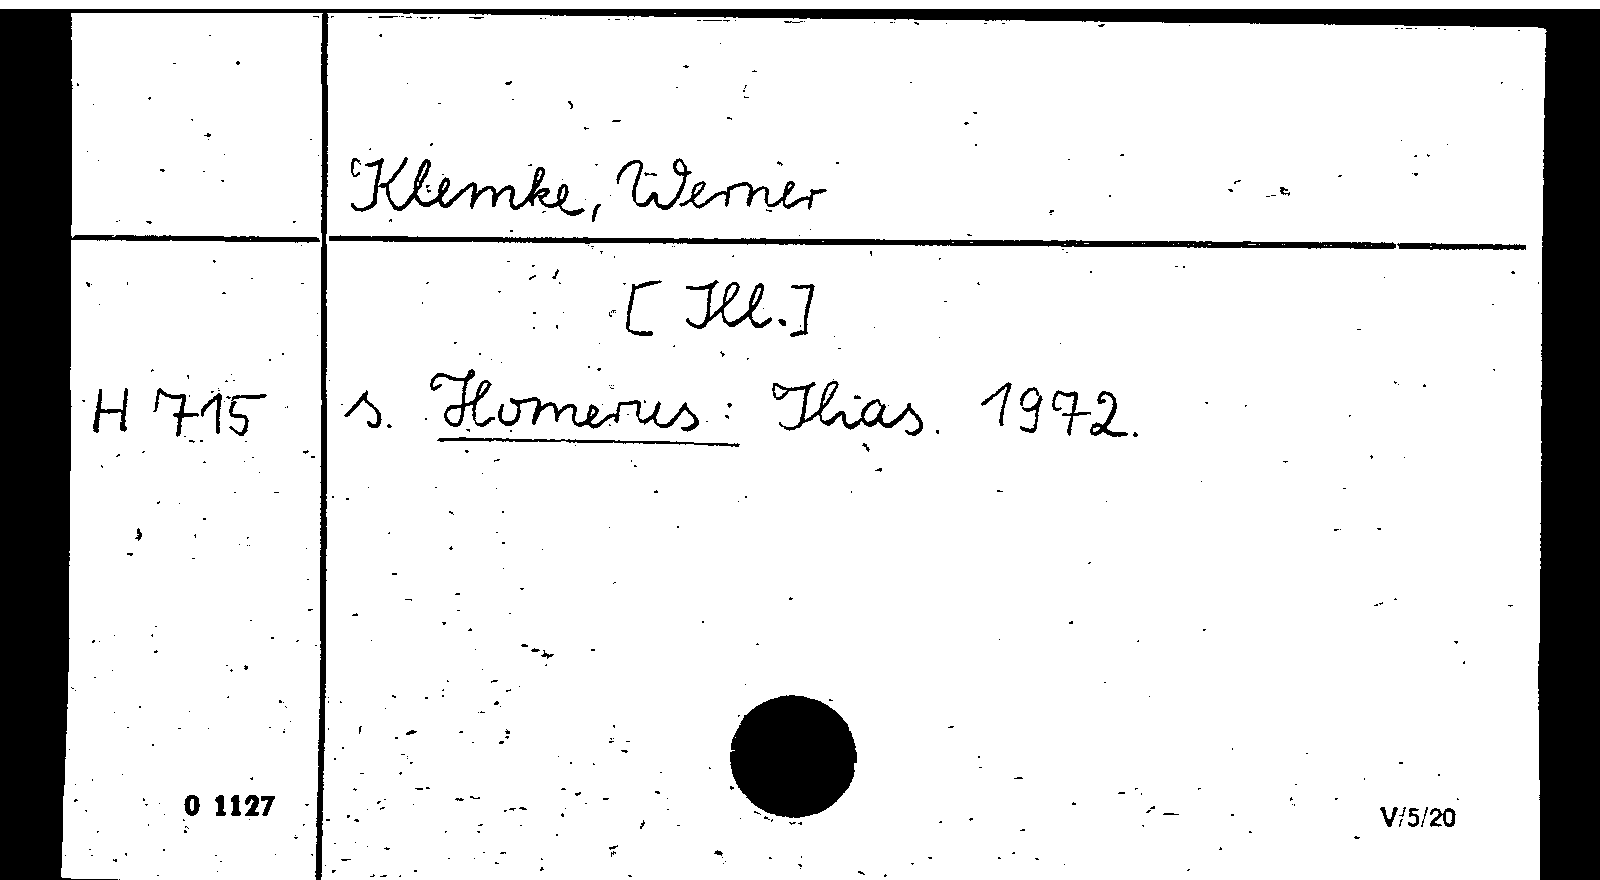 Klemke, Werner
[Ill.]
H 715 s. Homerus: Ilias. 1972.
0 1127
V/5/20